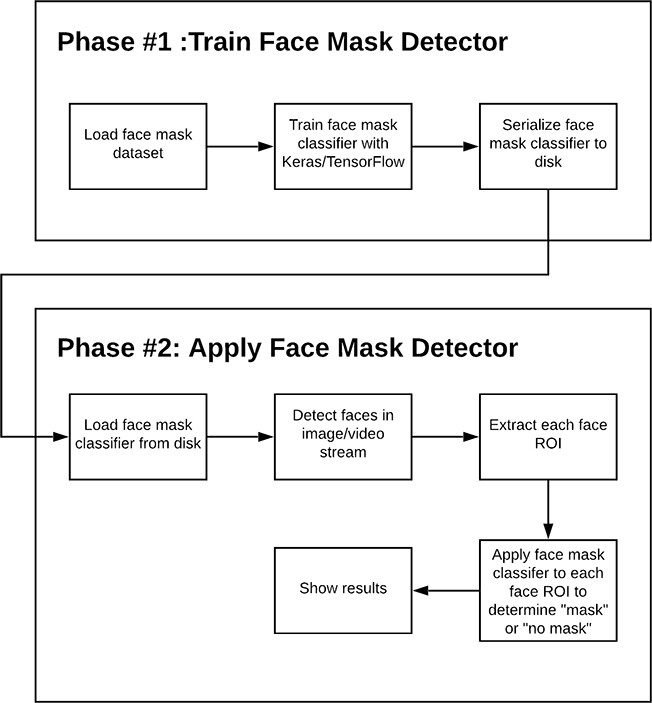 Phase #1 :Train Face Mask Detector
Load face mask
dataset
Train face mask
classifier with
Keras/TensorFlow
Serialize face
mask classifier to
disk
Phase #2: Apply Face Mask Detector
Load face mask
classifier from disk
Detect faces in
image/video
stream
Extract each face
ROI
Apply face mask
classifer to each
face ROI to
determine "mask"
or "no mask"
Show results